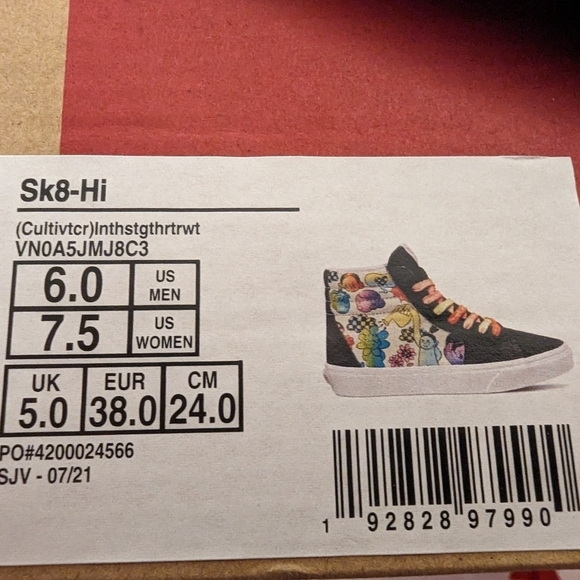 Sk8-Hi
(Cultivtcr)Inthstgthrtrwt
VN0A5JMJ8C3
6.0 US MEN
7.5 US WOMEN
UK EUR CM
5.0 38.0 24.0
PO#4200024566
SJV - 07/21
1 92828 97990